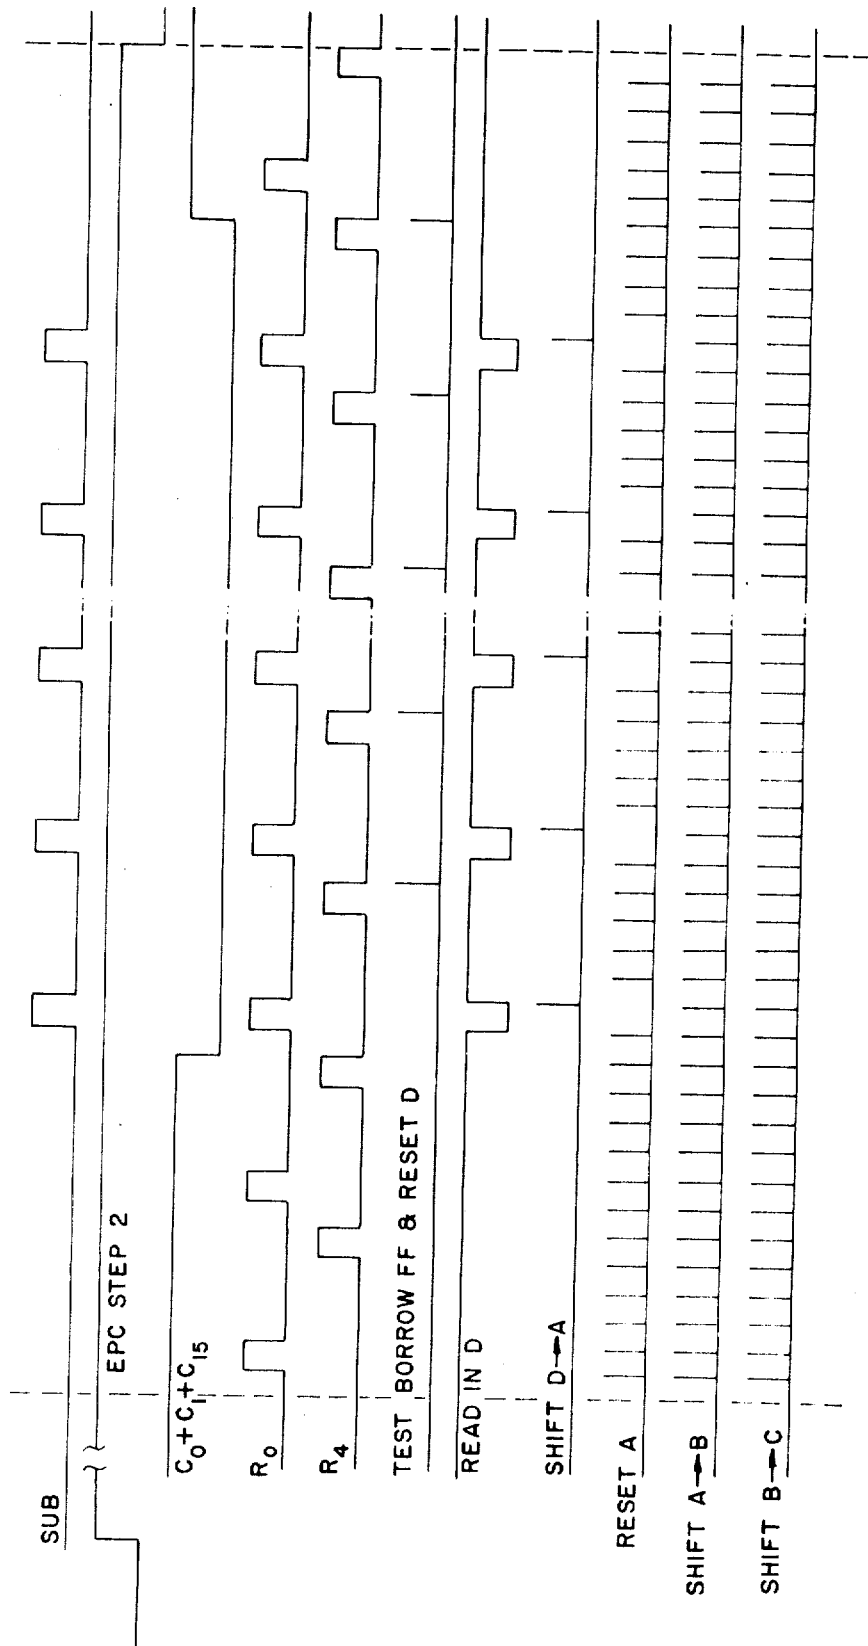 SUB
EPC STEP 2
C₀+C₁+C₁₅
R₀
R₄
TEST BORROW FF & RESET D
READ IN D
SHIFT D→A
RESET A
SHIFT A→B
SHIFT B→C